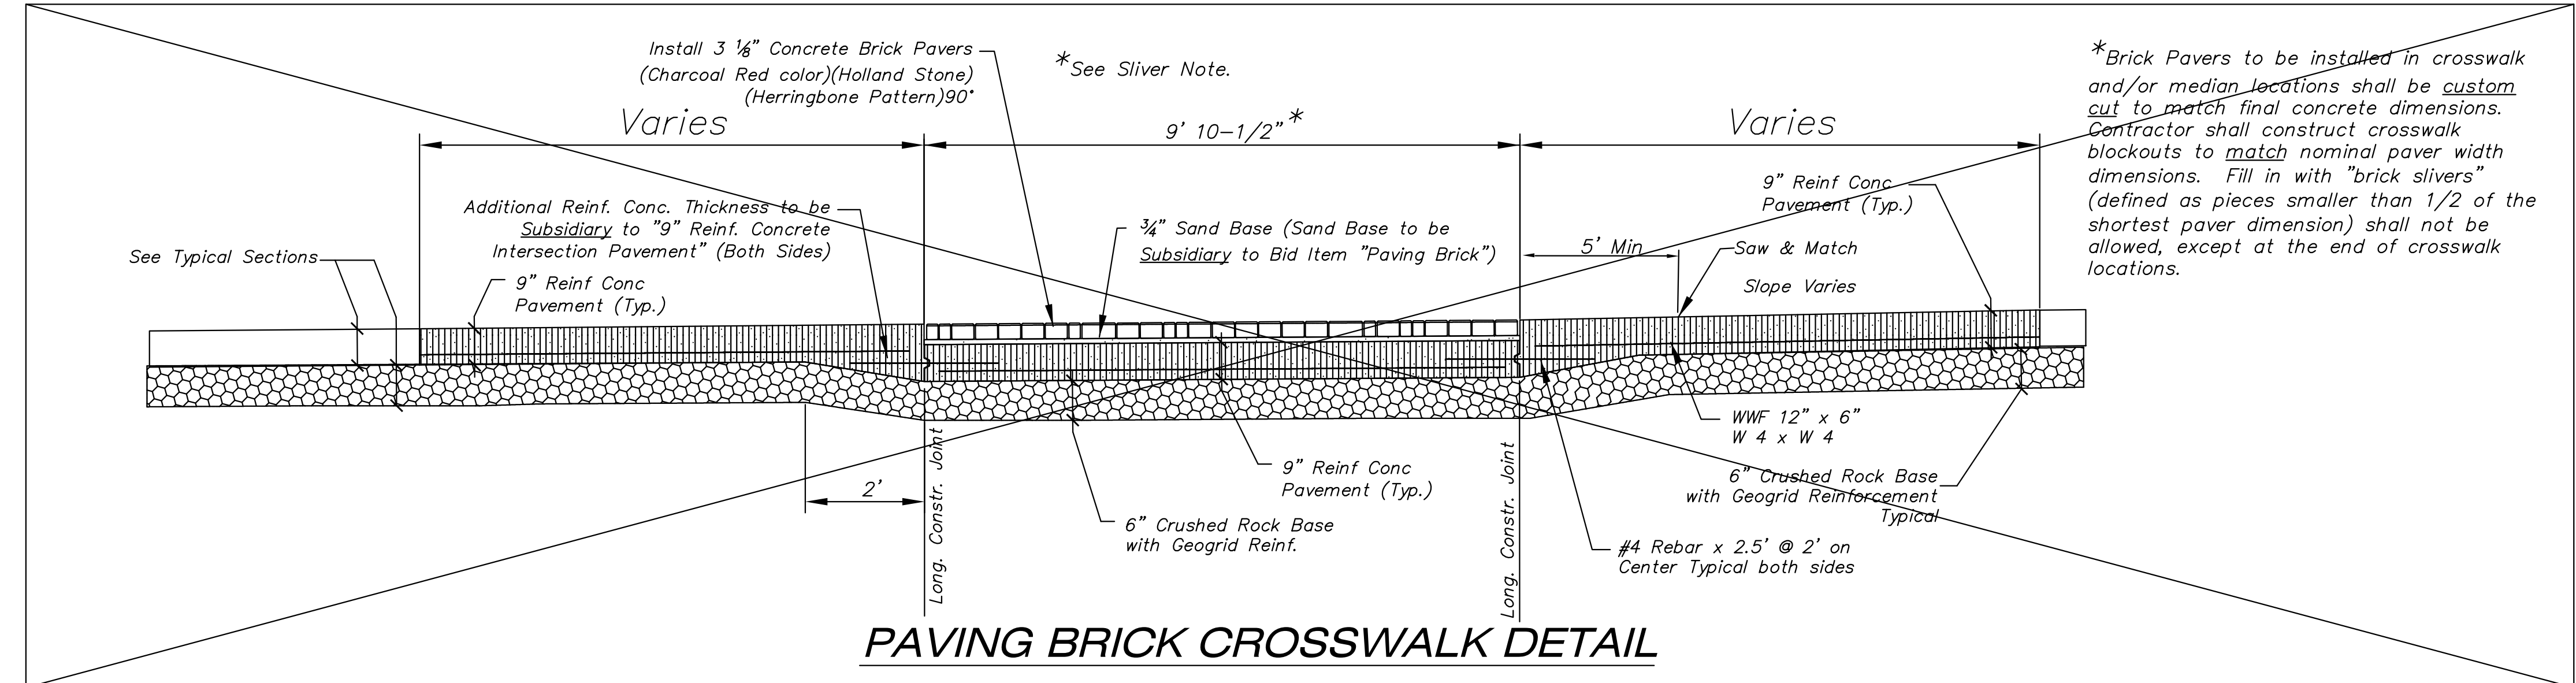 Install 3 ⅛" Concrete Brick Pavers
(Charcoal Red color)(Holland Stone)
(Herringbone Pattern)90°
*See Sliver Note.
*Brick Pavers to be installed in crosswalk
and/or median locations shall be custom
cut to match final concrete dimensions.
Contractor shall construct crosswalk
blockouts to match nominal paver width
dimensions. Fill in with "brick slivers"
(defined as pieces smaller than 1/2 of the
shortest paver dimension) shall not be
allowed, except at the end of crosswalk
locations.
Varies
9' 10-1/2"*
Varies
Additional Reinf. Conc. Thickness to be
Subsidiary to "9" Reinf. Concrete
Intersection Pavement" (Both Sides)
¾" Sand Base (Sand Base to be
Subsidiary to Bid Item "Paving Brick")
9" Reinf Conc
Pavement (Typ.)
5' Min
Saw & Match
Slope Varies
See Typical Sections
9" Reinf Conc
Pavement (Typ.)
WWF 12" x 6"
W 4 x W 4
2'
Long. Constr. Joint
9" Reinf Conc
Pavement (Typ.)
6" Crushed Rock Base
with Geogrid Reinf.
Long. Constr. Joint
6" Crushed Rock Base
with Geogrid Reinforcement
Typical
#4 Rebar x 2.5' @ 2' on
Center Typical both sides
PAVING BRICK CROSSWALK DETAIL